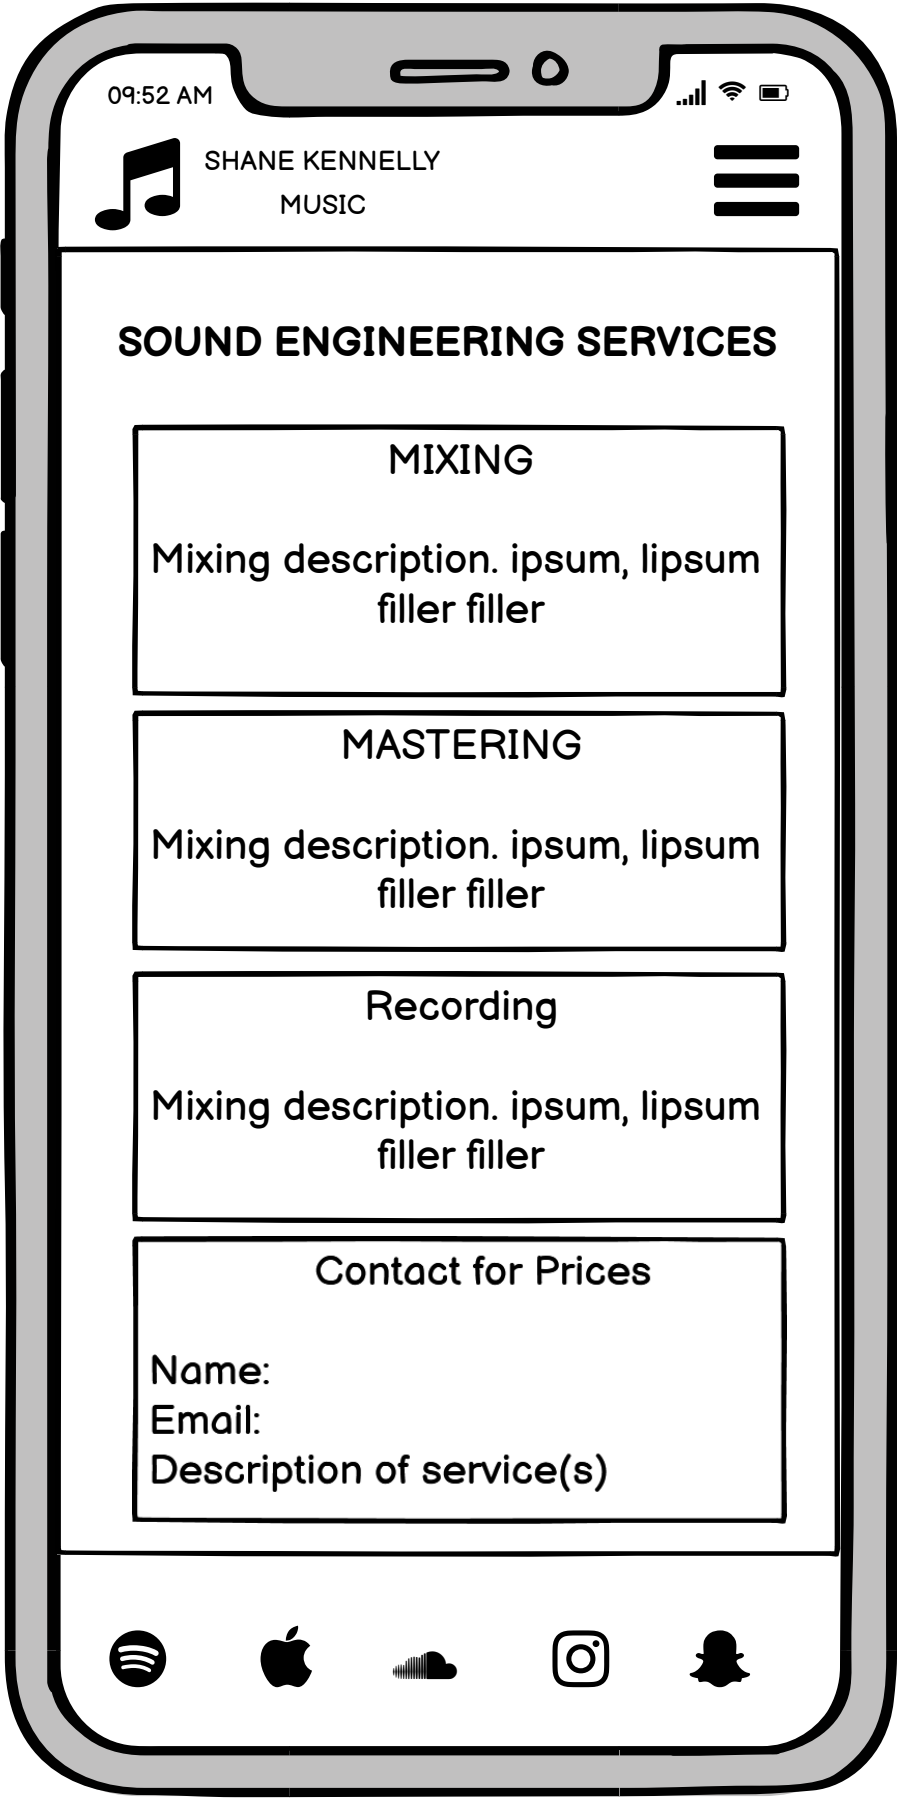 09:52 AM
SHANE KENNELLY
MUSIC
SOUND ENGINEERING SERVICES
MIXING
Mixing description. ipsum, lipsum
filler filler
MASTERING
Mixing description. ipsum, lipsum
filler filler
Recording
Mixing description. ipsum, lipsum
filler filler
Contact for Prices
Name:
Email:
Description of service(s)